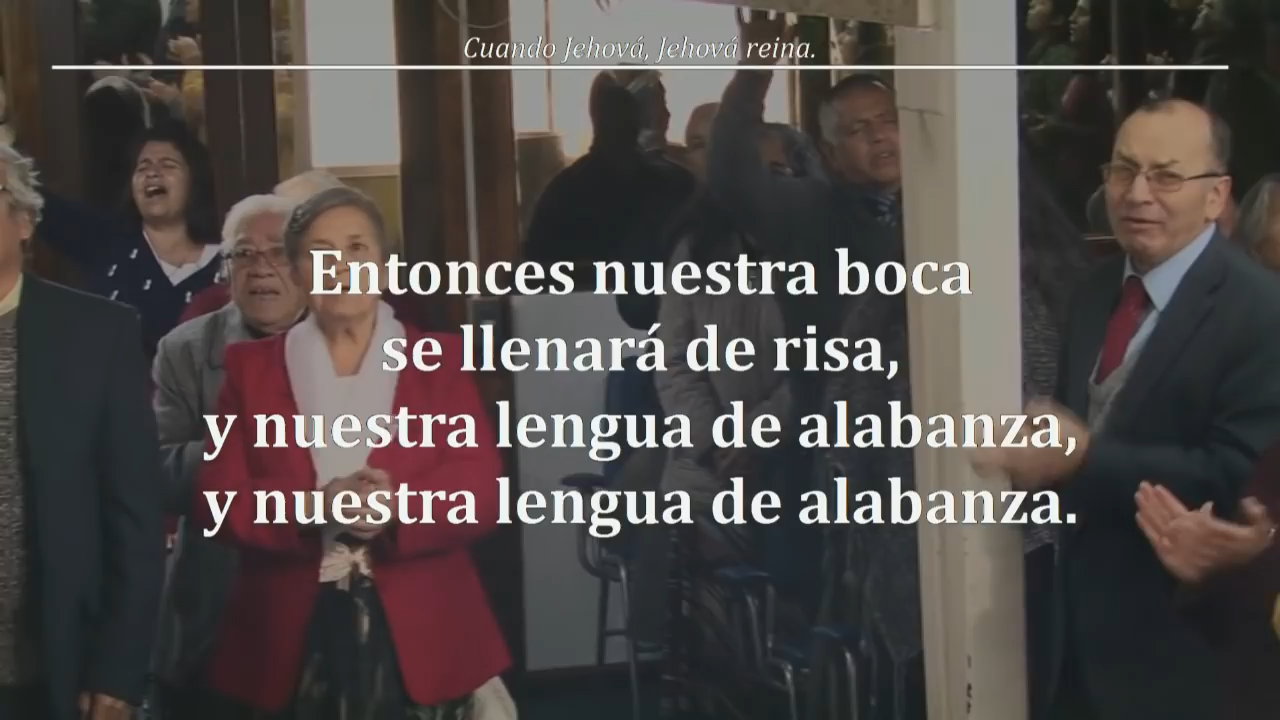 Cuando Jehová, Jehová reina.
Entonces nuestra boca
se llenará de risa,
y nuestra lengua de alabanza,
y nuestra lengua de alabanza.